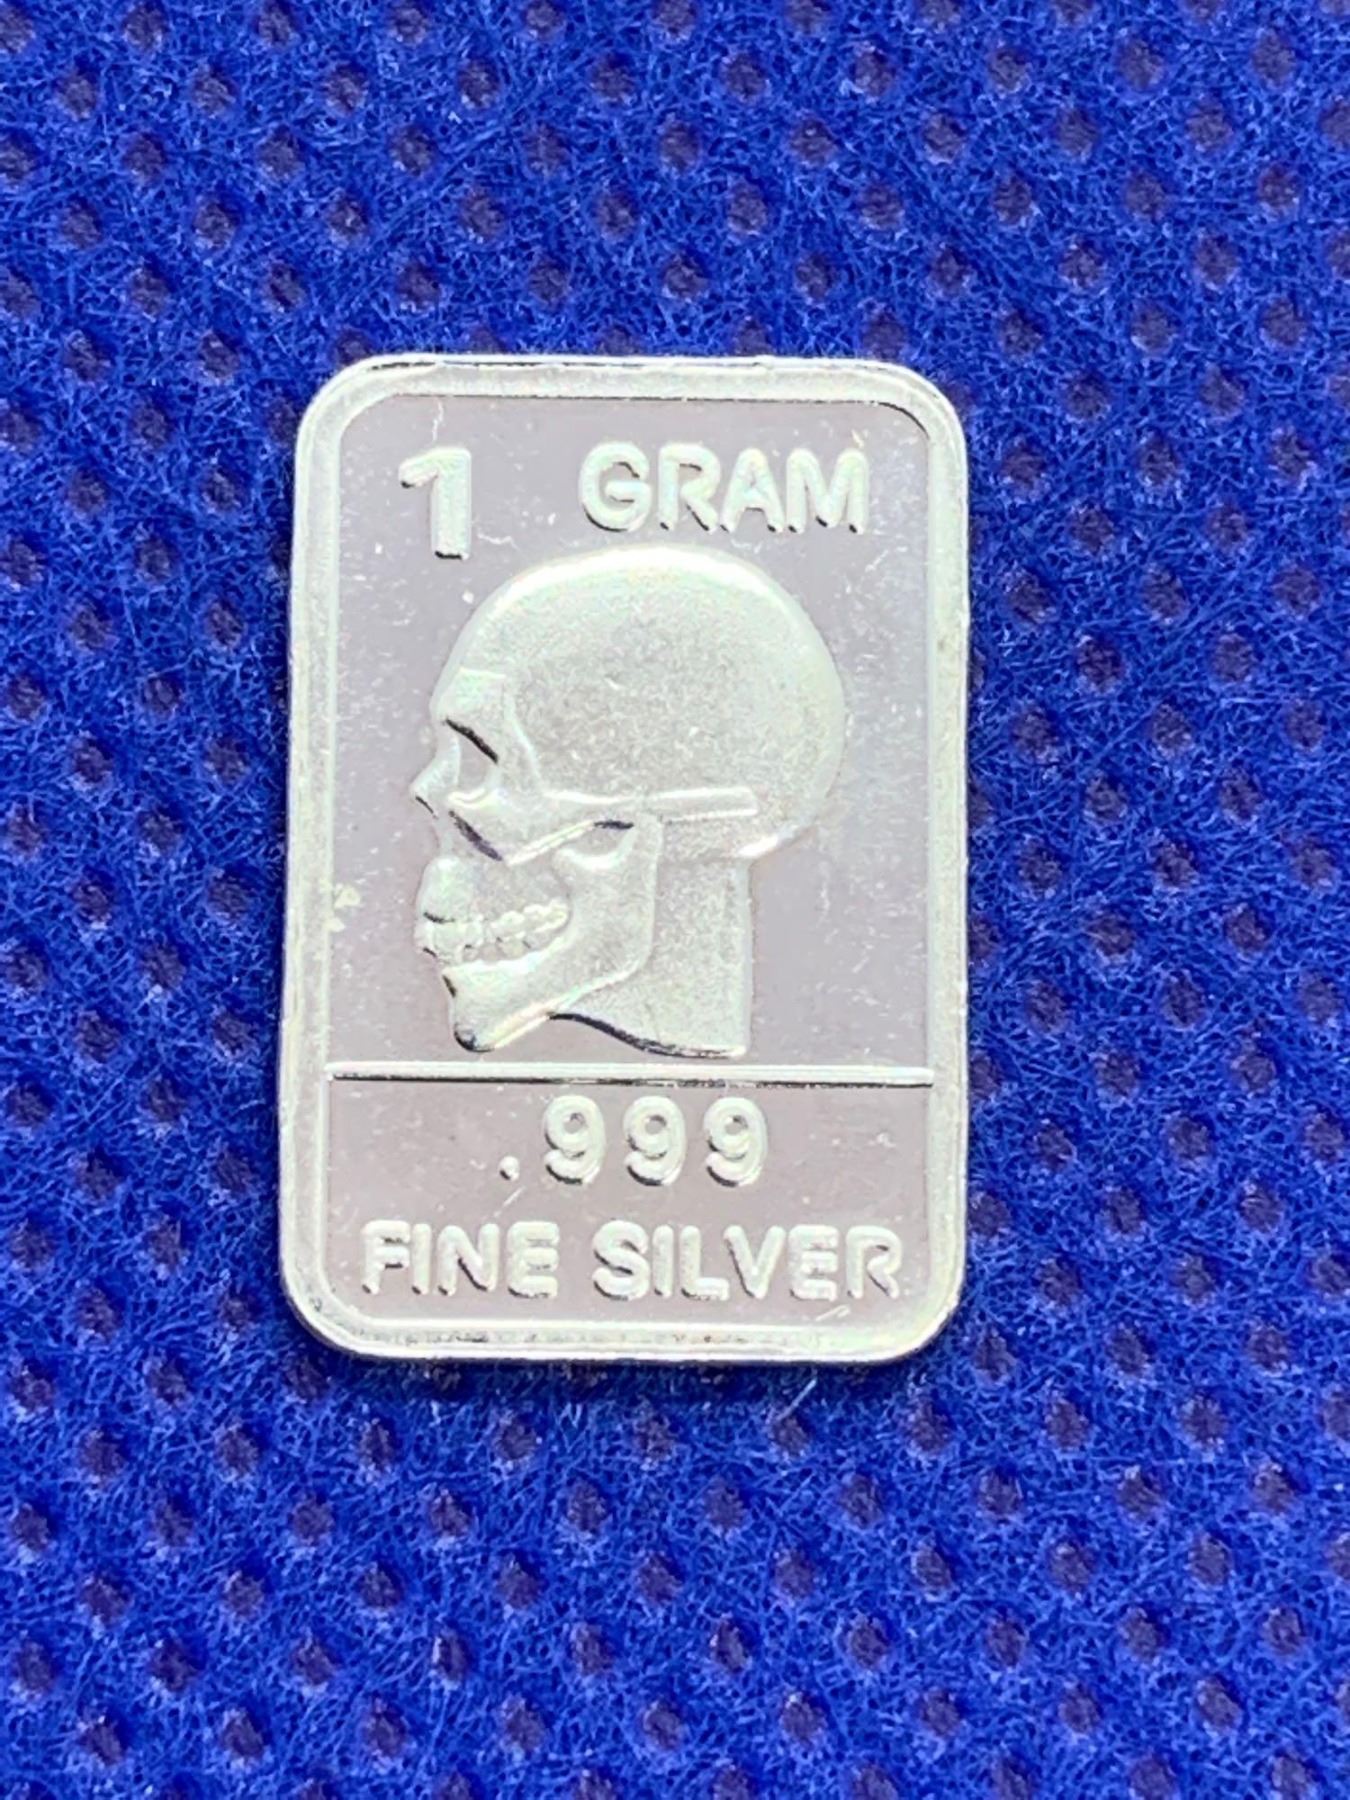 1 GRAM
.999
FINE SILVER